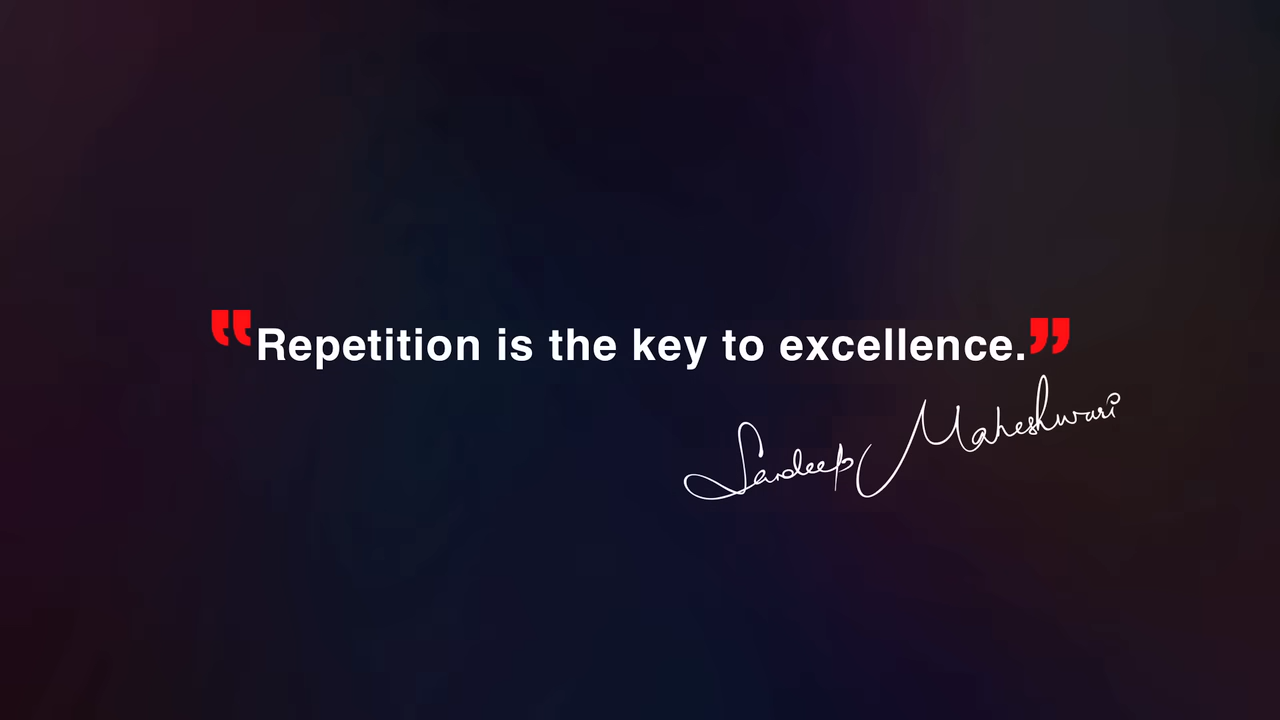 “Repetition is the key to excellence.”
Sandeep Maheshwari